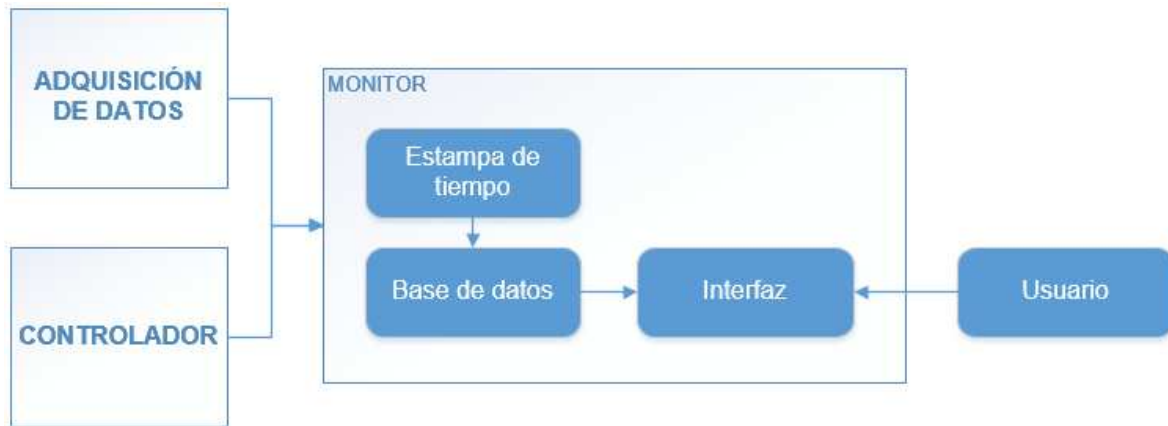 ADQUISICIÓN
DE DATOS
MONITOR
Estampa de
tiempo
Base de datos
Interfaz
Usuario
CONTROLADOR